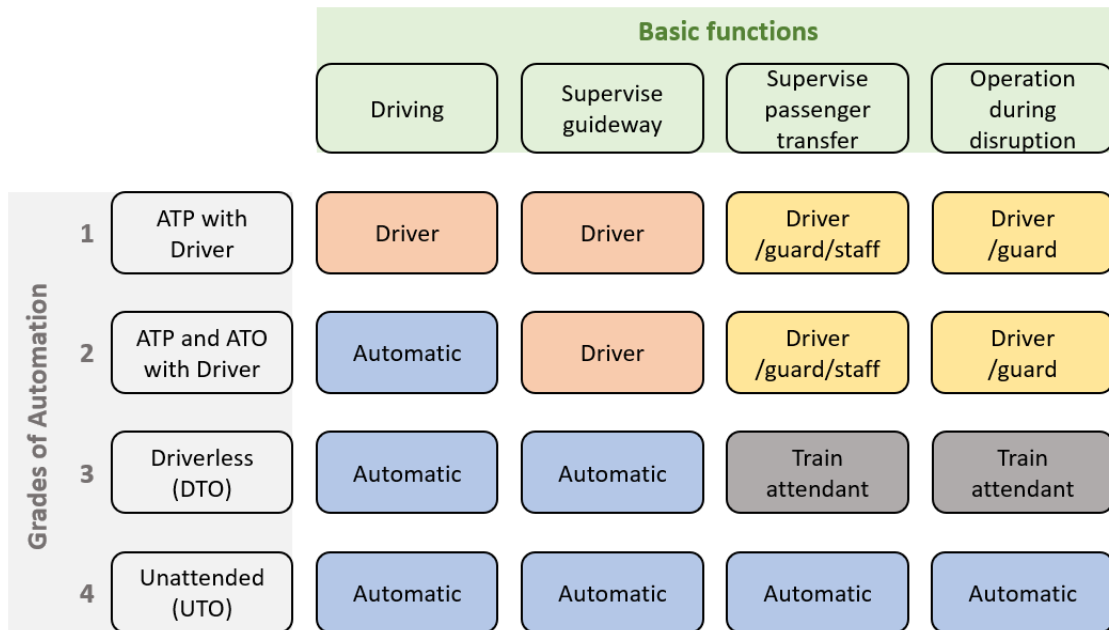 Basic functions
Driving
Supervise
guideway
Supervise
passenger
transfer
Operation
during
disruption
Grades of Automation
1
ATP with
Driver
Driver
Driver
Driver
/guard/staff
Driver
/guard
2
ATP and ATO
with Driver
Automatic
Driver
Driver
/guard/staff
Driver
/guard
3
Driverless
(DTO)
Automatic
Automatic
Train
attendant
Train
attendant
4
Unattended
(UTO)
Automatic
Automatic
Automatic
Automatic